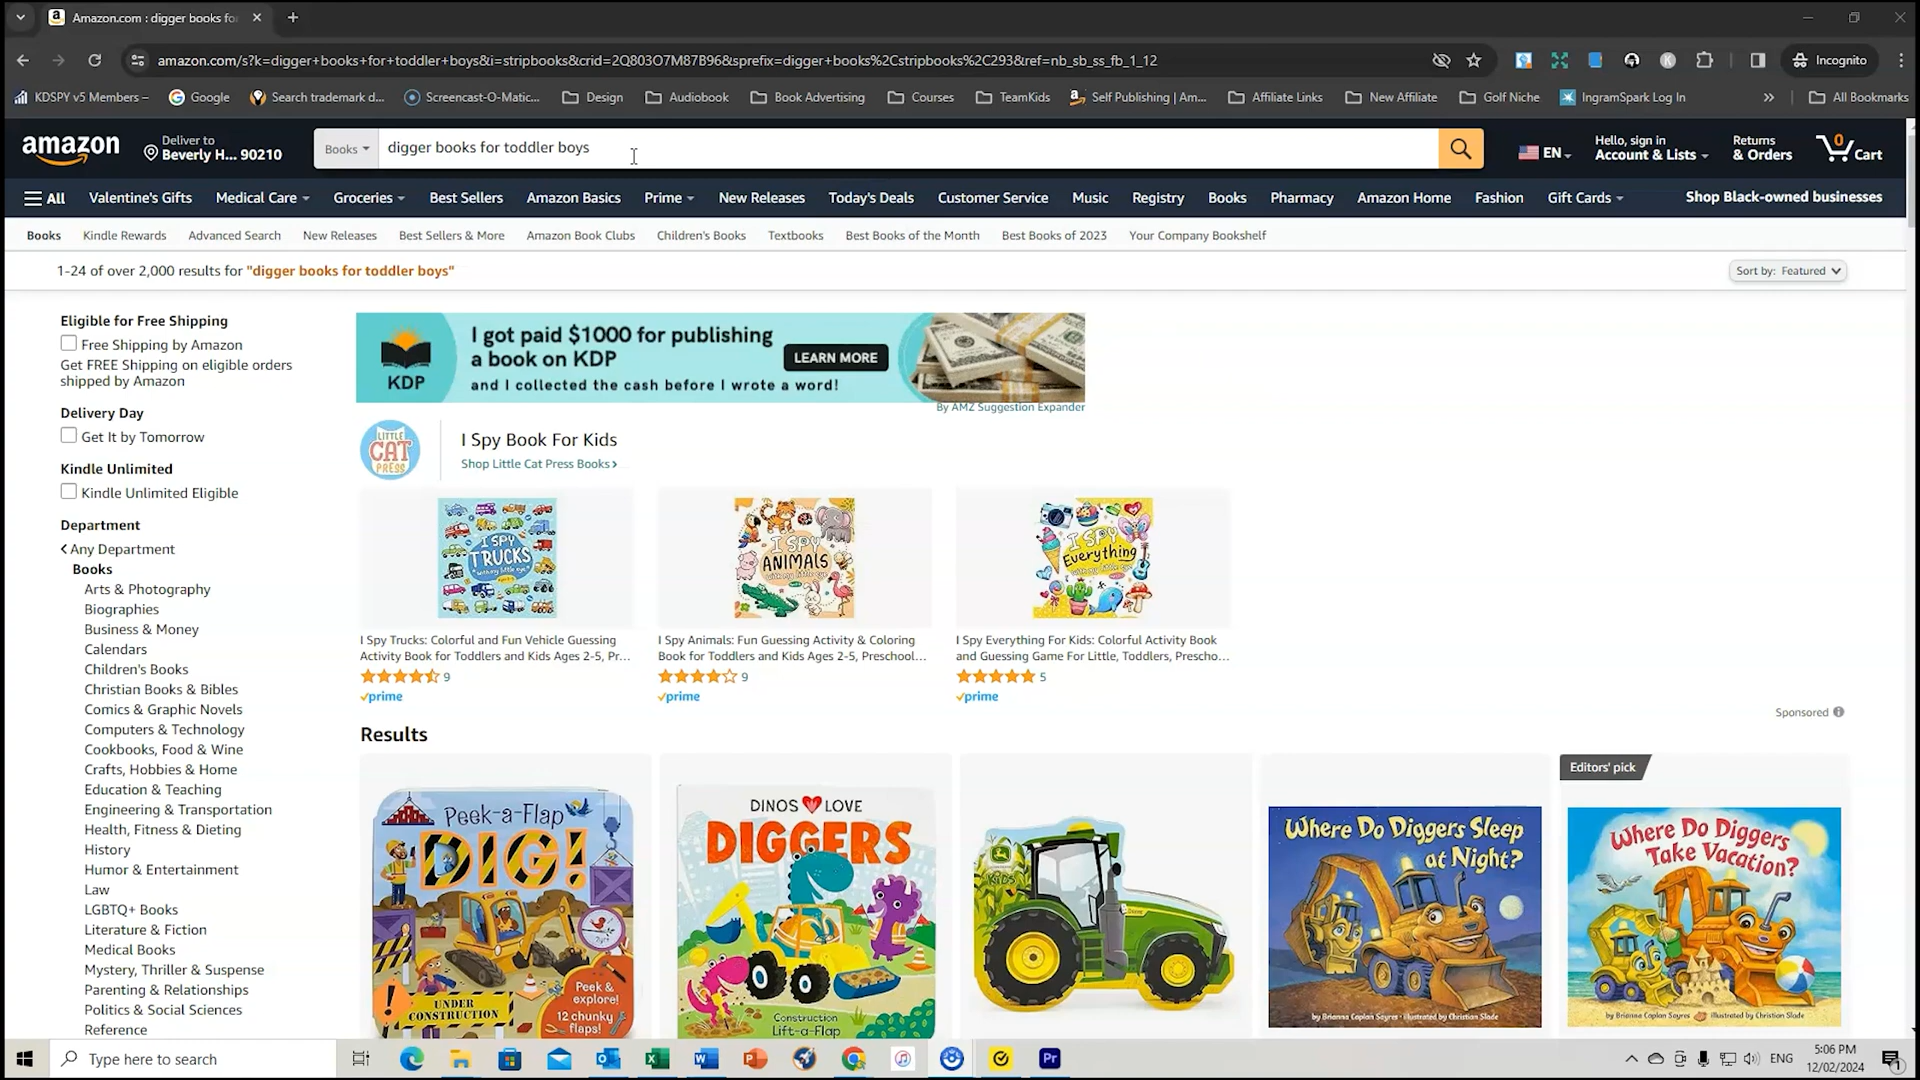 Amazon.com : digger books fo
amazon.com/s?k=digger+books+for+toddler+boys&i=stripbooks&crid=2Q803O7M87B96&sprefix=digger+books%2Cstripbooks%2C293&ref=nb_sb_ss_fb_1_12
Incognito
KDSPY v5 Members –
Google
Search trademark d...
Screencast-O-Matic...
Design
Audiobook
Book Advertising
Courses
TeamKids
Self Publishing | Am...
Affiliate Links
New Affiliate
Golf Niche
IngramSpark Log In
»
All Bookmarks
amazon
Deliver to
Beverly H... 90210
Books
digger books for toddler boys
EN
Hello, sign in
Account & Lists
Returns
& Orders
0
Cart
All
Valentine's Gifts
Medical Care
Groceries
Best Sellers
Amazon Basics
Prime
New Releases
Today's Deals
Customer Service
Music
Registry
Books
Pharmacy
Amazon Home
Fashion
Gift Cards
Shop Black-owned businesses
Books
Kindle Rewards
Advanced Search
New Releases
Best Sellers & More
Amazon Book Clubs
Children's Books
Textbooks
Best Books of the Month
Best Books of 2023
Your Company Bookshelf
1-24 of over 2,000 results for "digger books for toddler boys"
Sort by: Featured
Eligible for Free Shipping
Free Shipping by Amazon
Get FREE Shipping on eligible orders
shipped by Amazon
Delivery Day
Get It by Tomorrow
Kindle Unlimited
Kindle Unlimited Eligible
Department
Any Department
Books
Arts & Photography
Biographies
Business & Money
Calendars
Children's Books
Christian Books & Bibles
Comics & Graphic Novels
Computers & Technology
Cookbooks, Food & Wine
Crafts, Hobbies & Home
Education & Teaching
Engineering & Transportation
Health, Fitness & Dieting
History
Humor & Entertainment
Law
LGBTQ+ Books
Literature & Fiction
Medical Books
Mystery, Thriller & Suspense
Parenting & Relationships
Politics & Social Sciences
Reference
KDP
I got paid $1000 for publishing
a book on KDP
LEARN MORE
and I collected the cash before I wrote a word!
By AMZ Suggestion Expander
LITTLE
CAT
PRESS
I Spy Book For Kids
Shop Little Cat Press Books ›
I SPY
TRUCKS
with my little eye
I SPY
ANIMALS
with my little eye
I SPY
Everything
with my little eye
I Spy Trucks: Colorful and Fun Vehicle Guessing
Activity Book for Toddlers and Kids Ages 2-5, Pr...
9
prime
I Spy Animals: Fun Guessing Activity & Coloring
Book for Toddlers and Kids Ages 2-5, Preschool...
9
prime
I Spy Everything For Kids: Colorful Activity Book
and Guessing Game For Little, Toddlers, Prescho...
5
prime
Sponsored
Results
Peek-a-Flap
DIG!
UNDER
CONSTRUCTION
Peek &
explore!
12 chunky
flaps!
DINOS LOVE
DIGGERS
Construction
Lift-a-Flap
Kids
Where Do Diggers Sleep
at Night?
by Brianna Caplan Sayres • illustrated by Christian Slade
Editors' pick
Where Do Diggers
Take Vacation?
by Brianna Caplan Sayres illustrated by Christian Slade
Type here to search
ENG
5:06 PM
12/02/2024
1